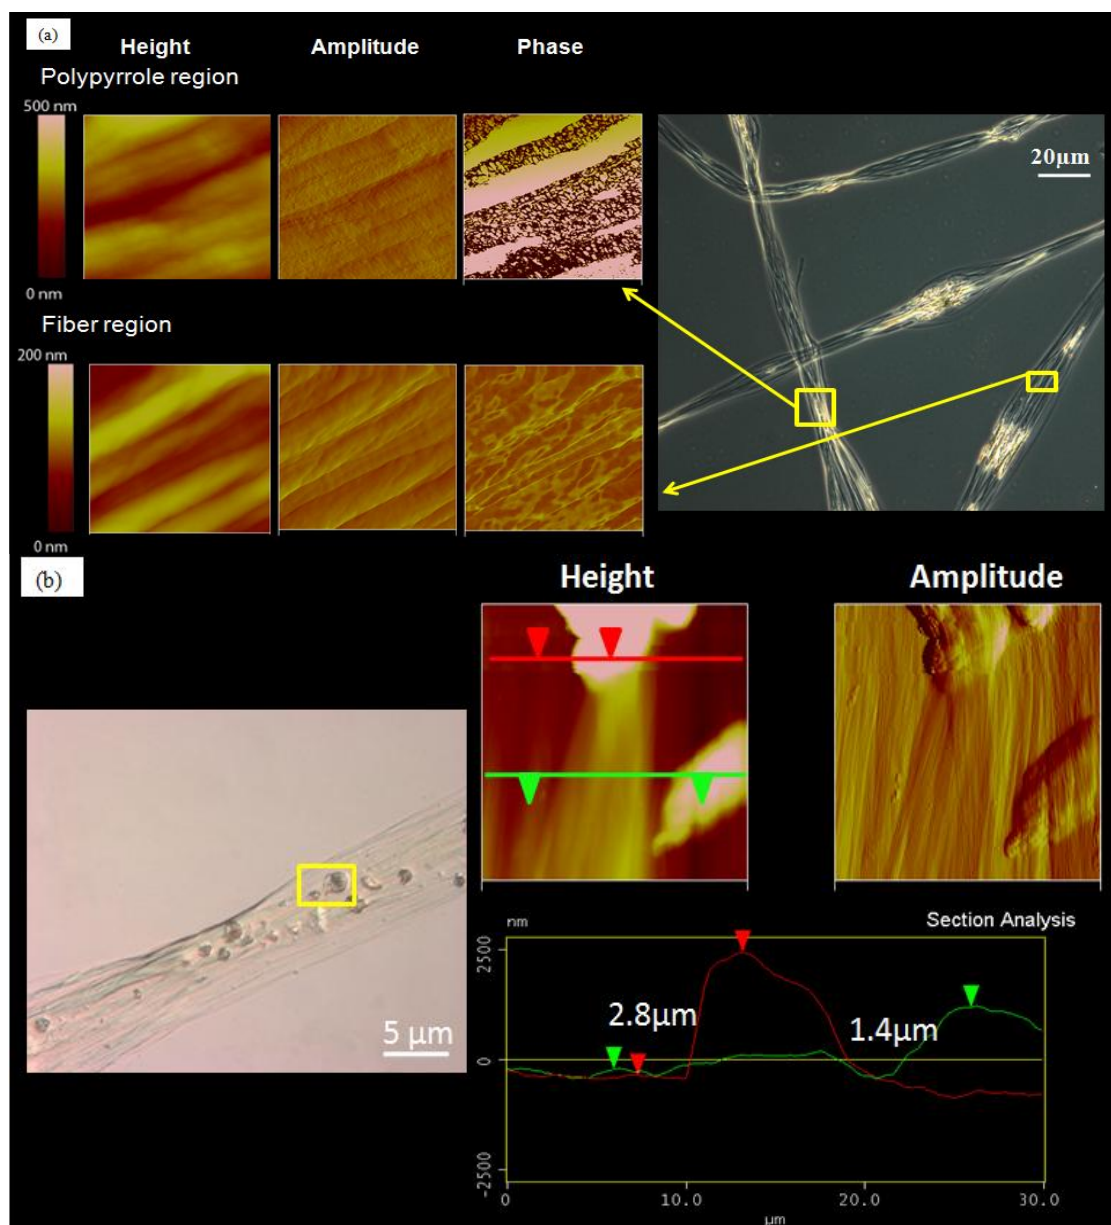 (a)
Height Amplitude Phase
Polypyrrole region
500 nm
0 nm
20μm
Fiber region
200 nm
0 nm
(b)
Height Amplitude
5 μm
Section Analysis
nm
2500
0
-2500
2.8μm
1.4μm
0 10.0 20.0 30.0
μm